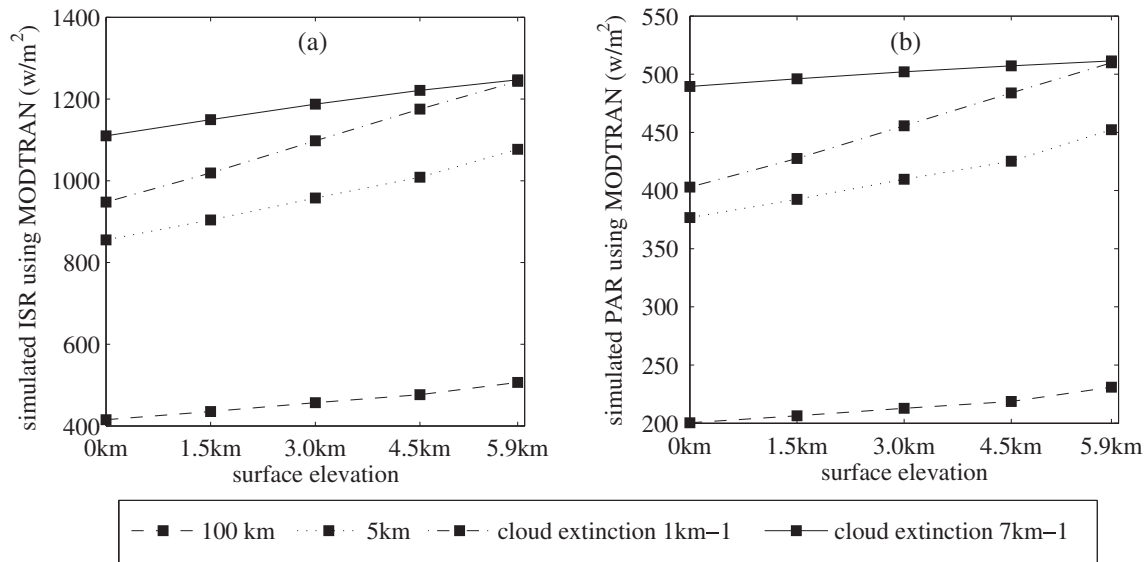 simulated ISR using MODTRAN (w/m²)
1400
1200
1000
800
600
400
(a)
0km 1.5km 3.0km 4.5km 5.9km
surface elevation
simulated PAR using MODTRAN (w/m²)
550
500
450
400
350
300
250
200
(b)
0km 1.5km 3.0km 4.5km 5.9km
surface elevation
100 km 5km cloud extinction 1km−1 cloud extinction 7km−1